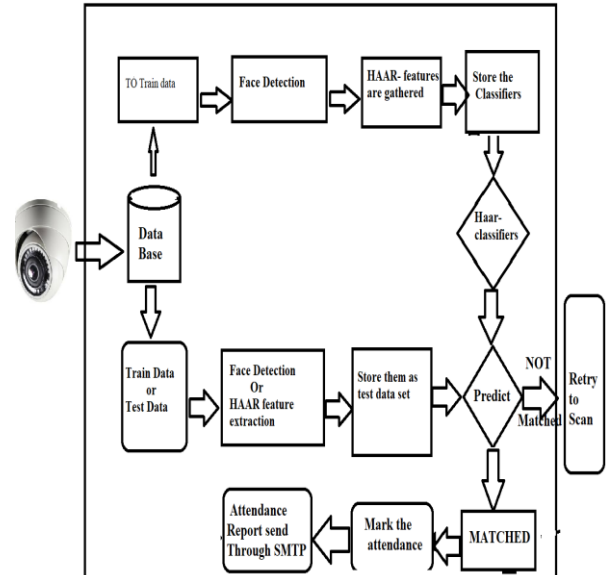 TO Train data
Face Detection
HAAR- features
are gathered
Store the
Classifiers
Haar-
classifiers
Data
Base
Train Data
or
Test Data
Face Detection
Or
HAAR feature
extraction
Store them as
test data set
Predict
NOT
Matched
Retry
to
Scan
MATCHED
Mark the
attendance
Attendance
Report send
Through SMTP